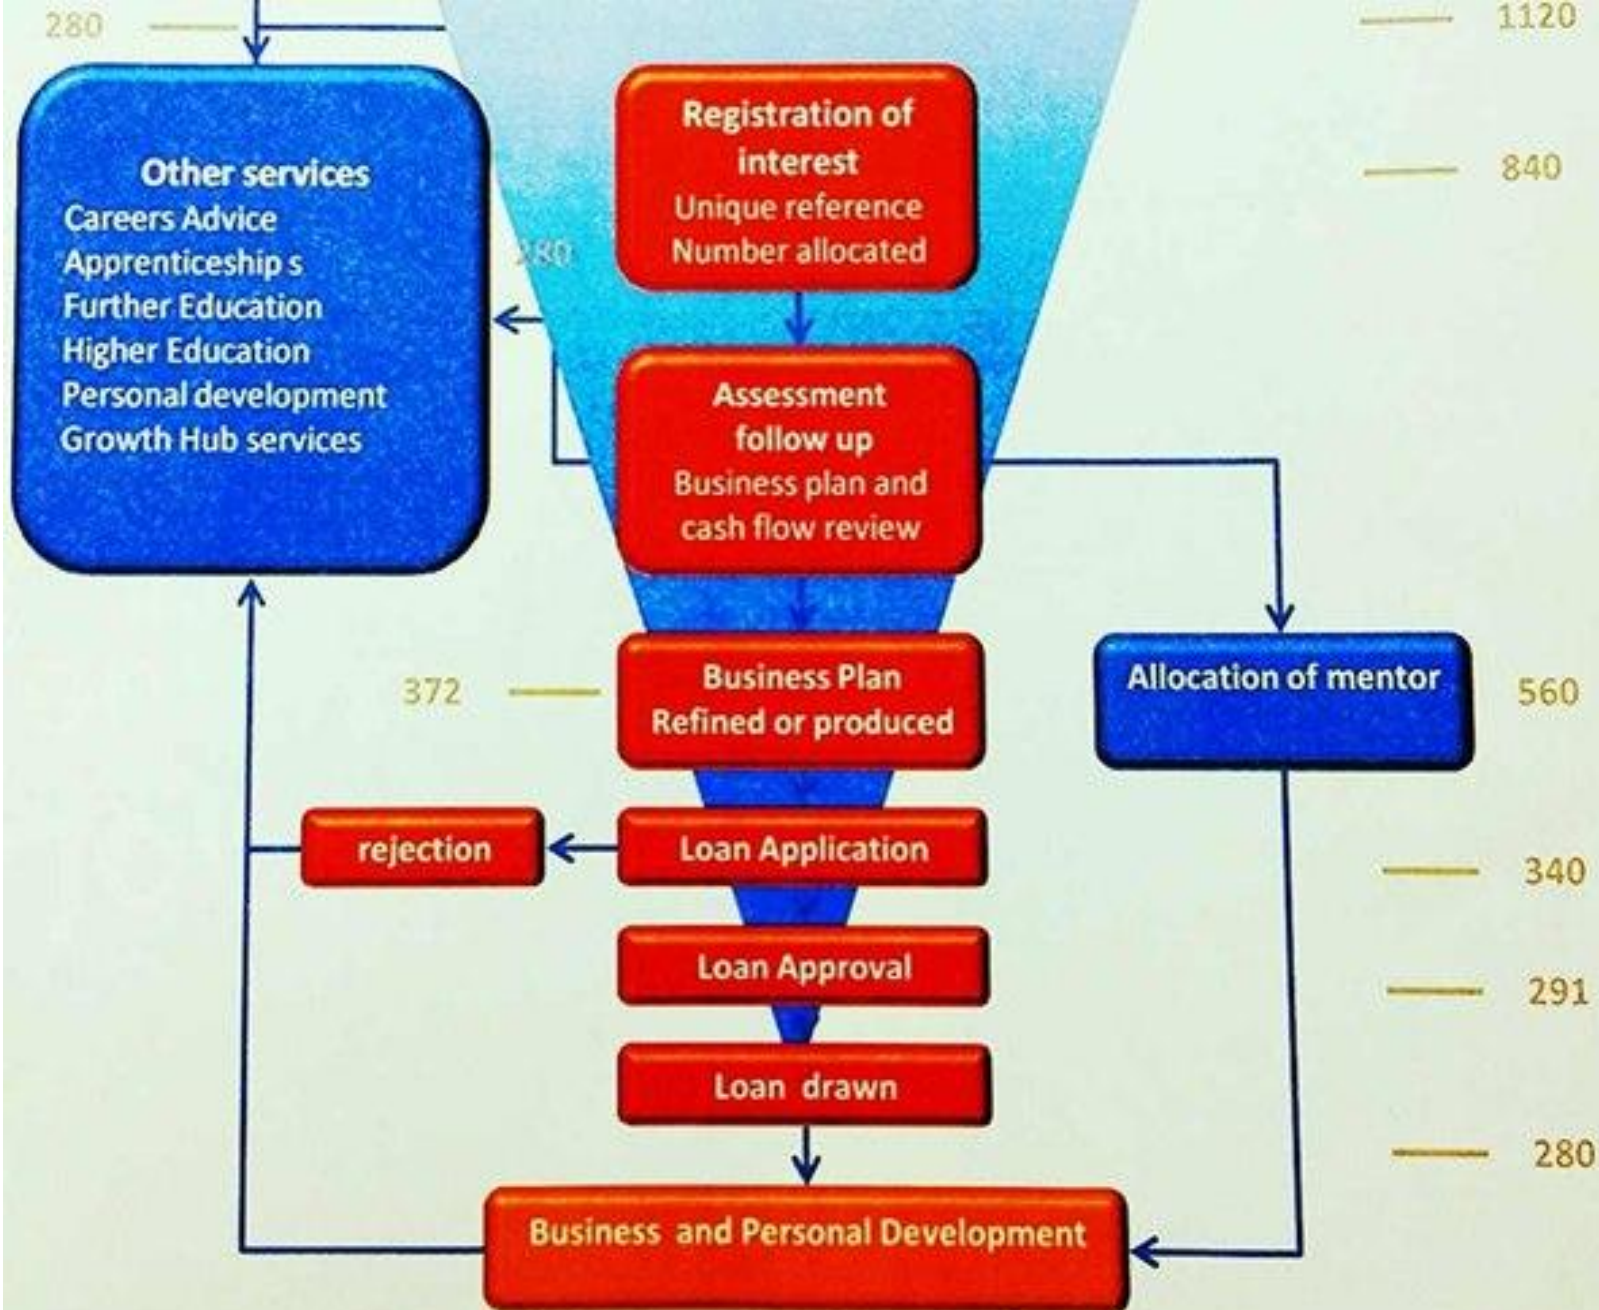 280
1120
Registration of
interest
Unique reference
Number allocated
840
Other services
Careers Advice
Apprenticeship s
Further Education
Higher Education
Personal development
Growth Hub services
280
Assessment
follow up
Business plan and
cash flow review
372
Business Plan
Refined or produced
Allocation of mentor
560
rejection
Loan Application
340
Loan Approval
291
Loan drawn
280
Business and Personal Development